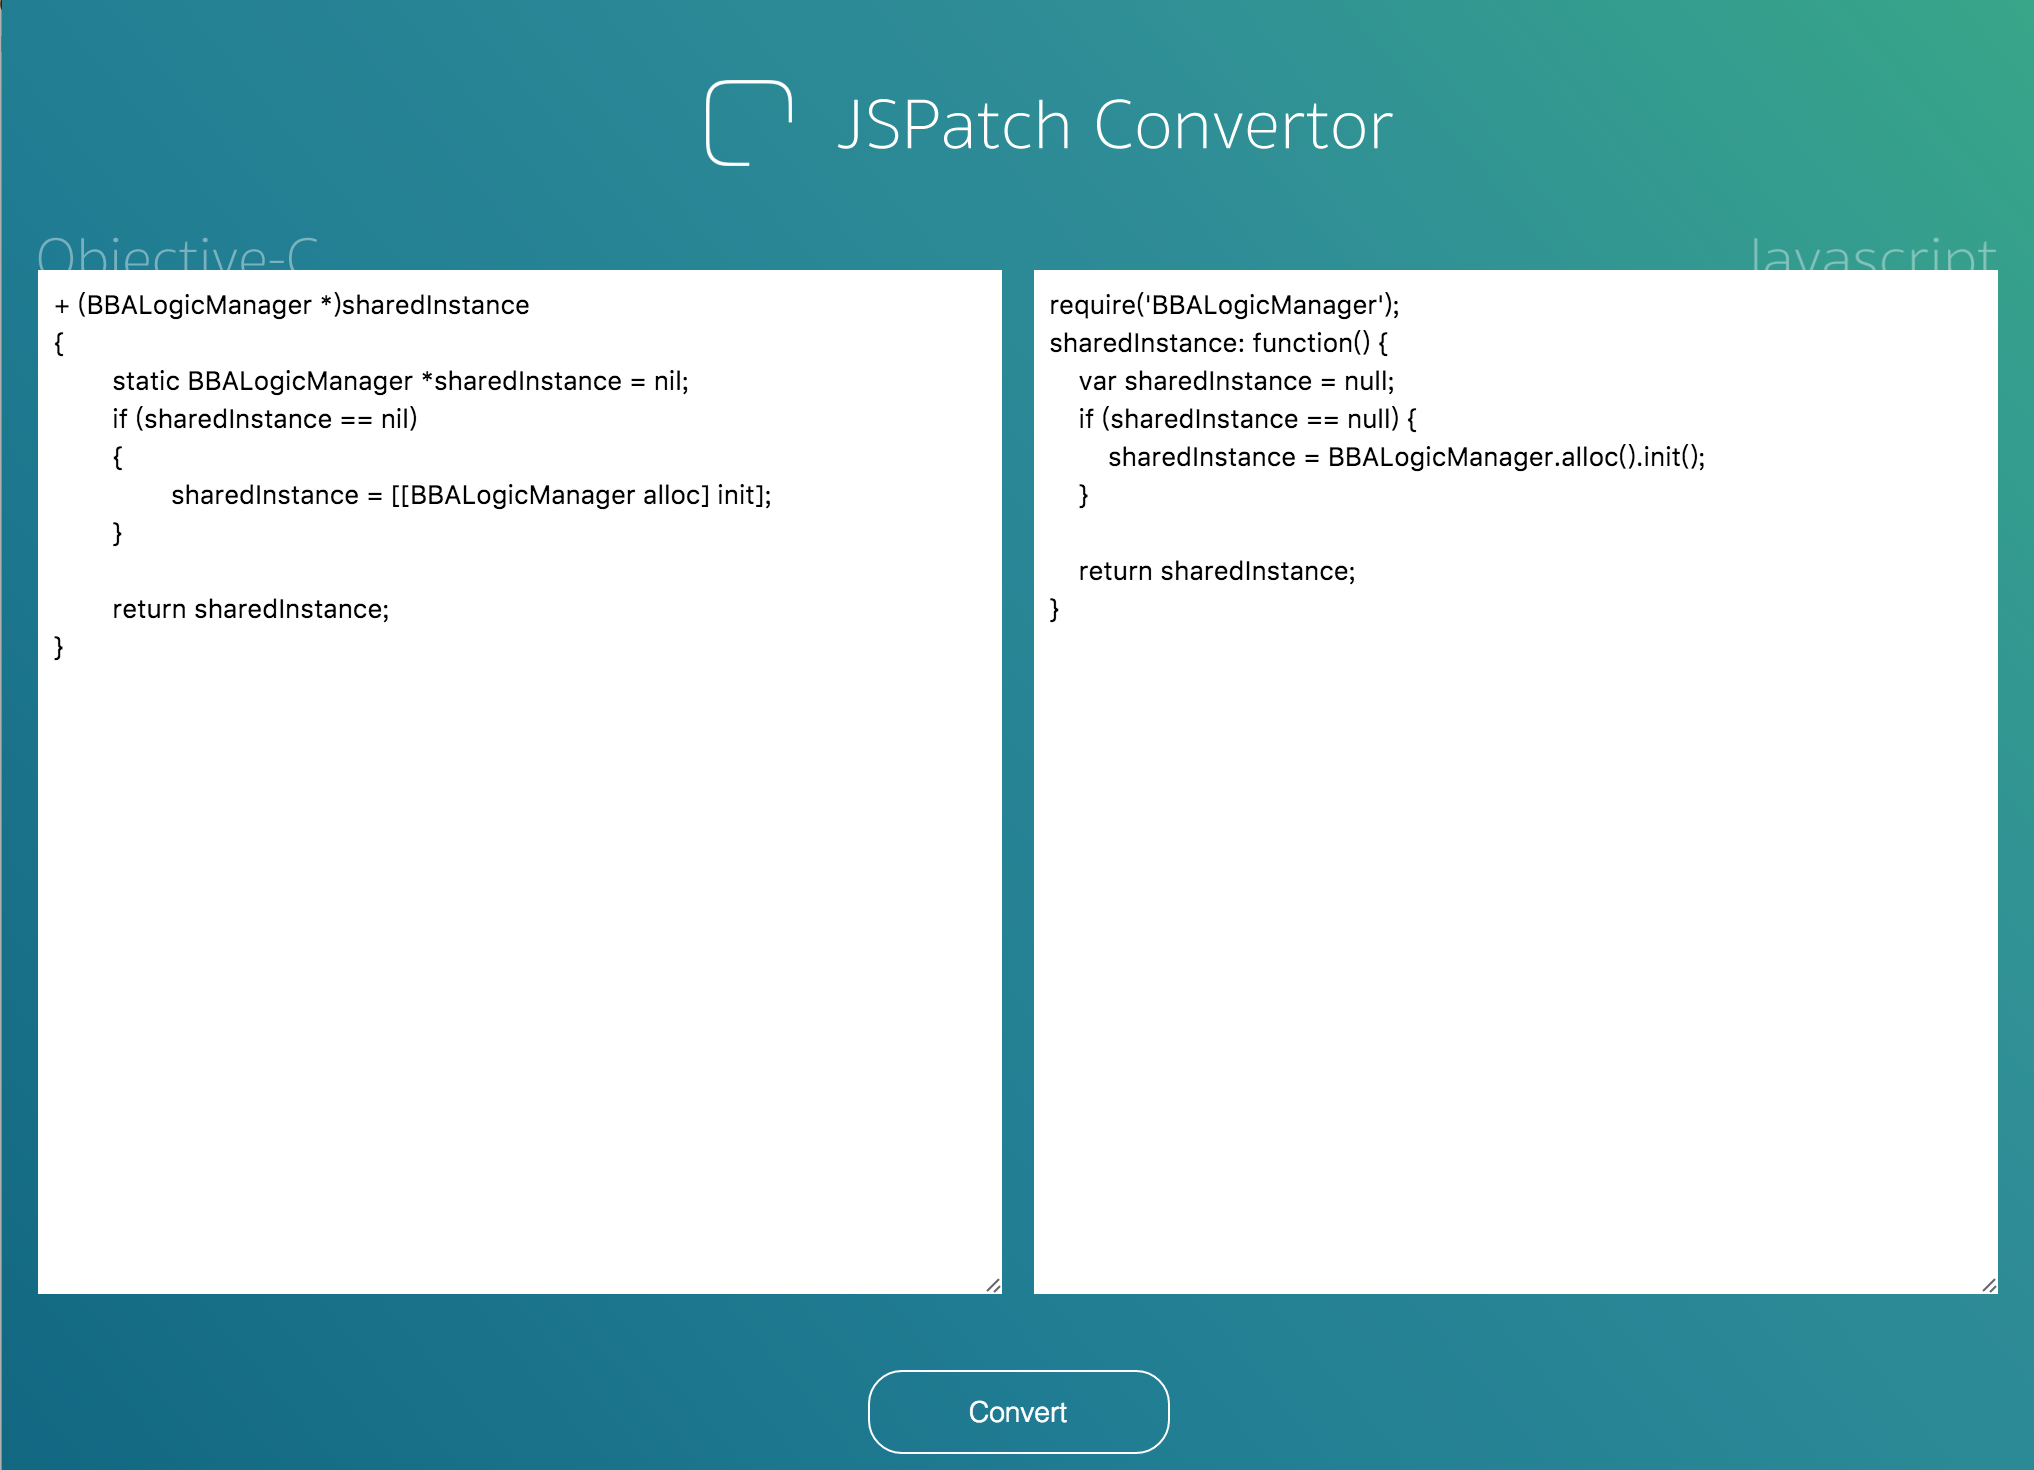 JSPatch Convertor
Objective-C
Javascript
+ (BBALogicManager *)sharedInstance
{
static BBALogicManager *sharedInstance = nil;
if (sharedInstance == nil)
{
sharedInstance = [[BBALogicManager alloc] init];
}
return sharedInstance;
}
require('BBALogicManager');
sharedInstance: function() {
var sharedInstance = null;
if (sharedInstance == null) {
sharedInstance = BBALogicManager.alloc().init();
}
return sharedInstance;
}
Convert